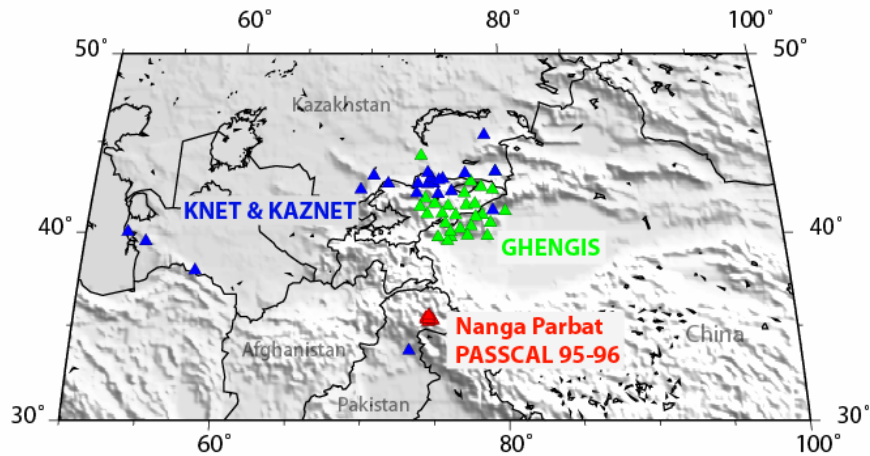 60˚ 80˚ 100˚
50˚ 50˚
Kazakhstan
KNET & KAZNET
40˚ 40˚
GHENGIS
Nanga Parbat
China
Afghanistan
PASSCAL 95-96
Pakistan
30˚ 30˚
60˚ 80˚ 100˚